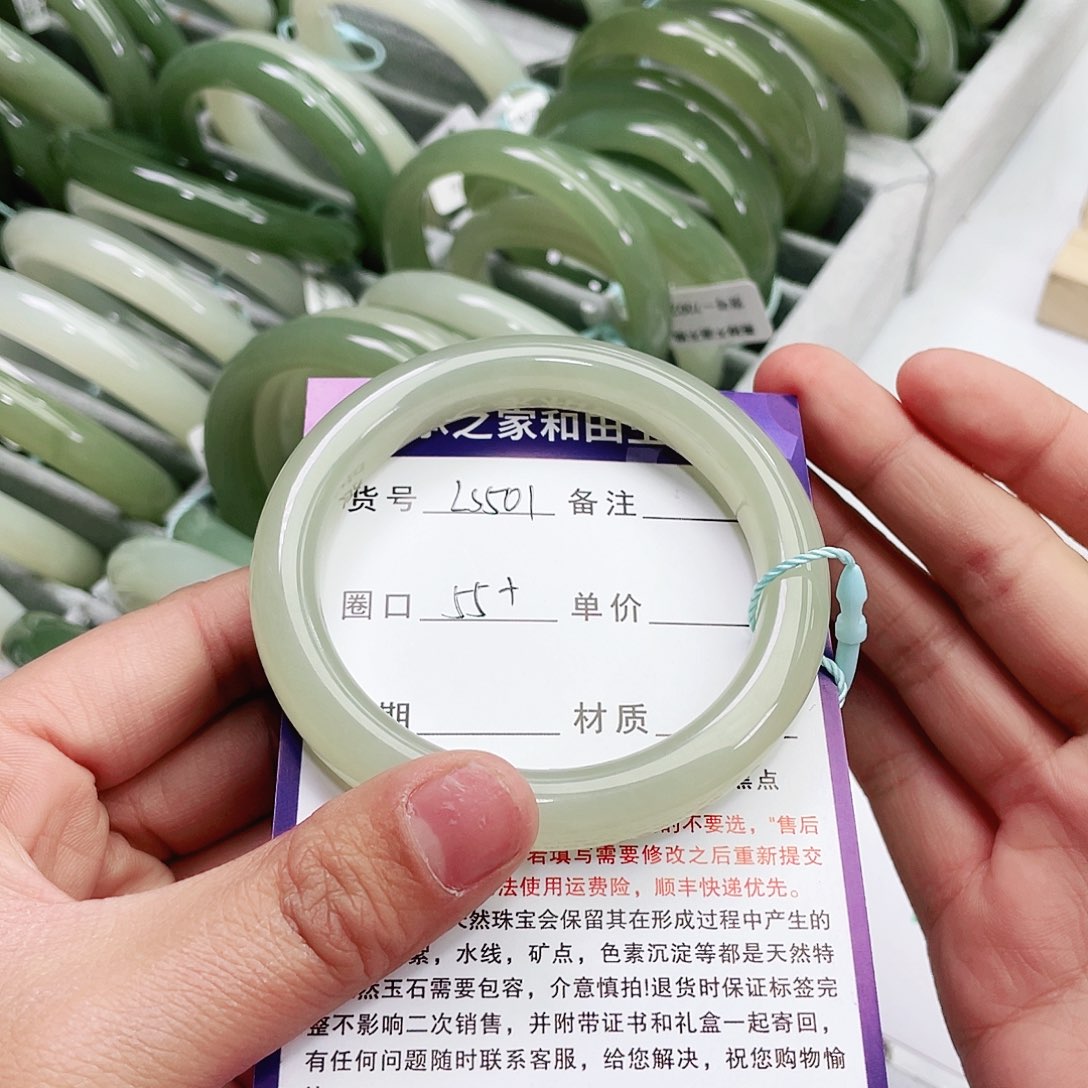 之家和田玉
货号 LS501 备注
圈口 55+ 单价
期 材质
点
的不要选，"售后
若填写需要修改之后重新提交
法使用运费险，顺丰快递优先。
天然珠宝会保留其在形成过程中产生的
絮，水线，矿点，色素沉淀等都是天然特
然玉石需要包容，介意慎拍!退货时保证标签完
整不影响二次销售，并附带证书和礼盒一起寄回，
有任何问题随时联系客服，给您解决，祝您购物愉